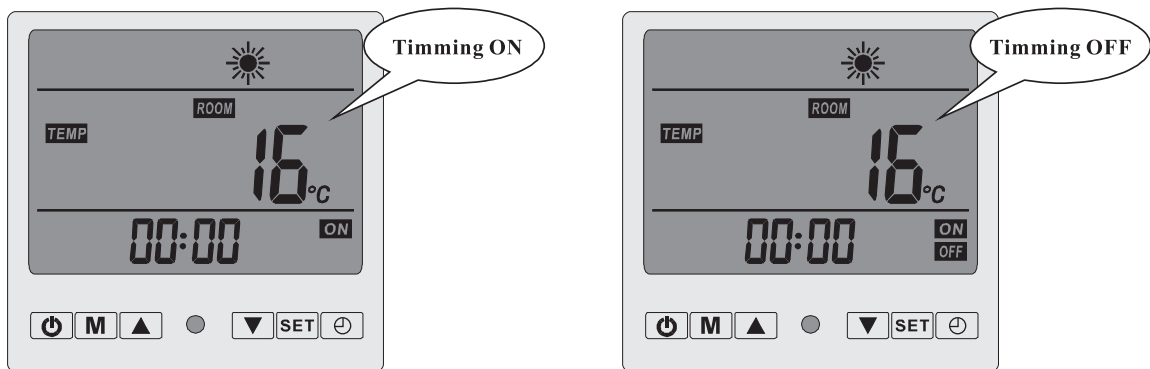 Timming ON
ROOM
TEMP
16°C
00:00
ON
M
SET
Timming OFF
ROOM
TEMP
16°C
00:00
ON
OFF
M
SET